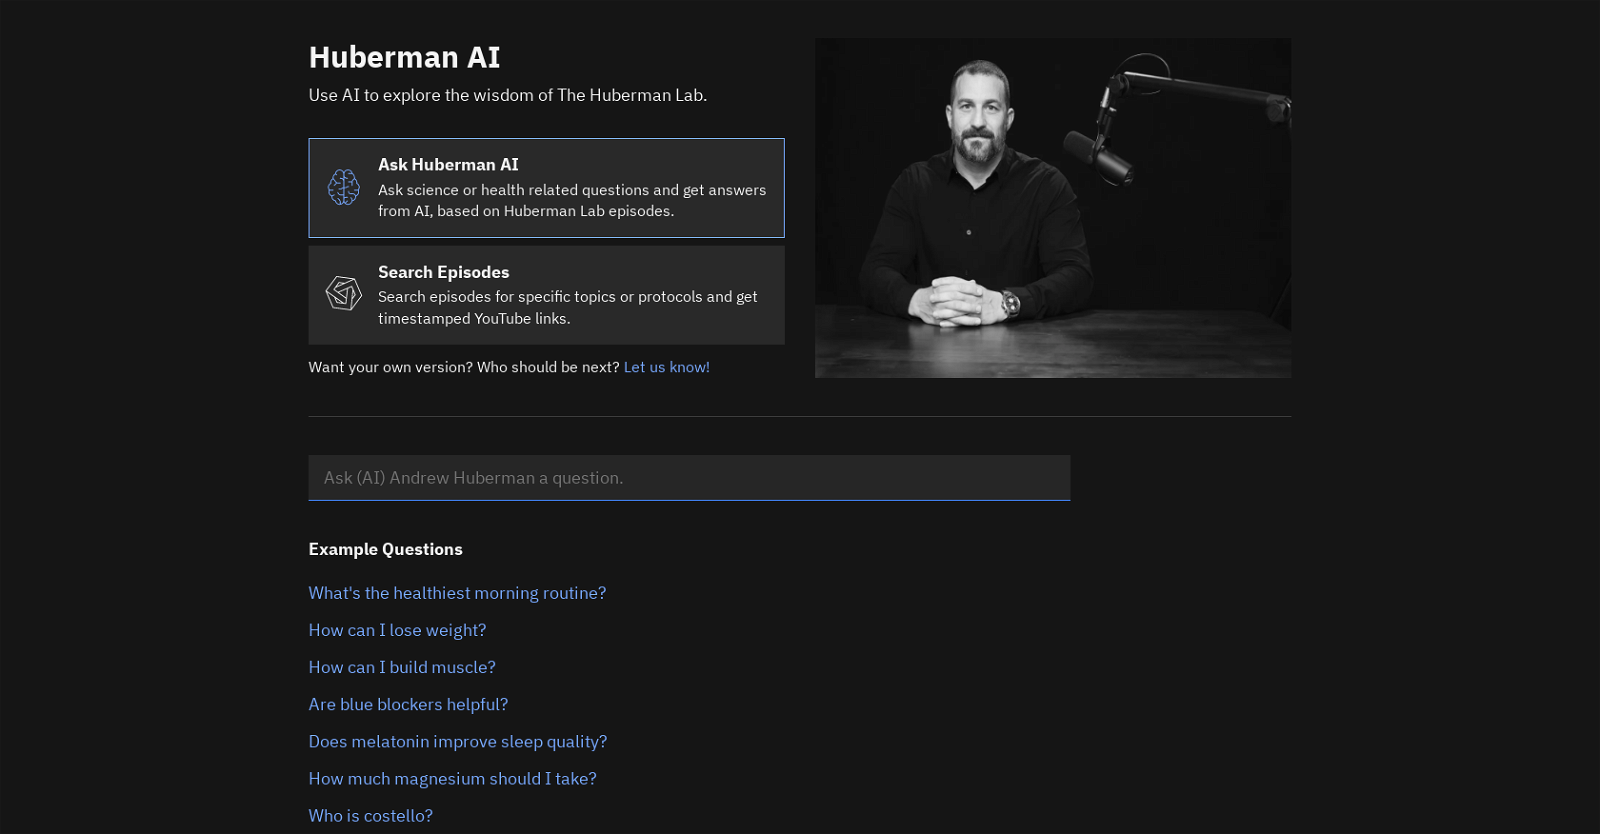 Huberman AI
Use AI to explore the wisdom of The Huberman Lab.
Ask Huberman AI
Ask science or health related questions and get answers
from AI, based on Huberman Lab episodes.
Search Episodes
Search episodes for specific topics or protocols and get
timestamped YouTube links.
Want your own version? Who should be next? Let us know!
Ask (AI) Andrew Huberman a question.
Example Questions
What's the healthiest morning routine?
How can I lose weight?
How can I build muscle?
Are blue blockers helpful?
Does melatonin improve sleep quality?
How much magnesium should I take?
Who is costello?